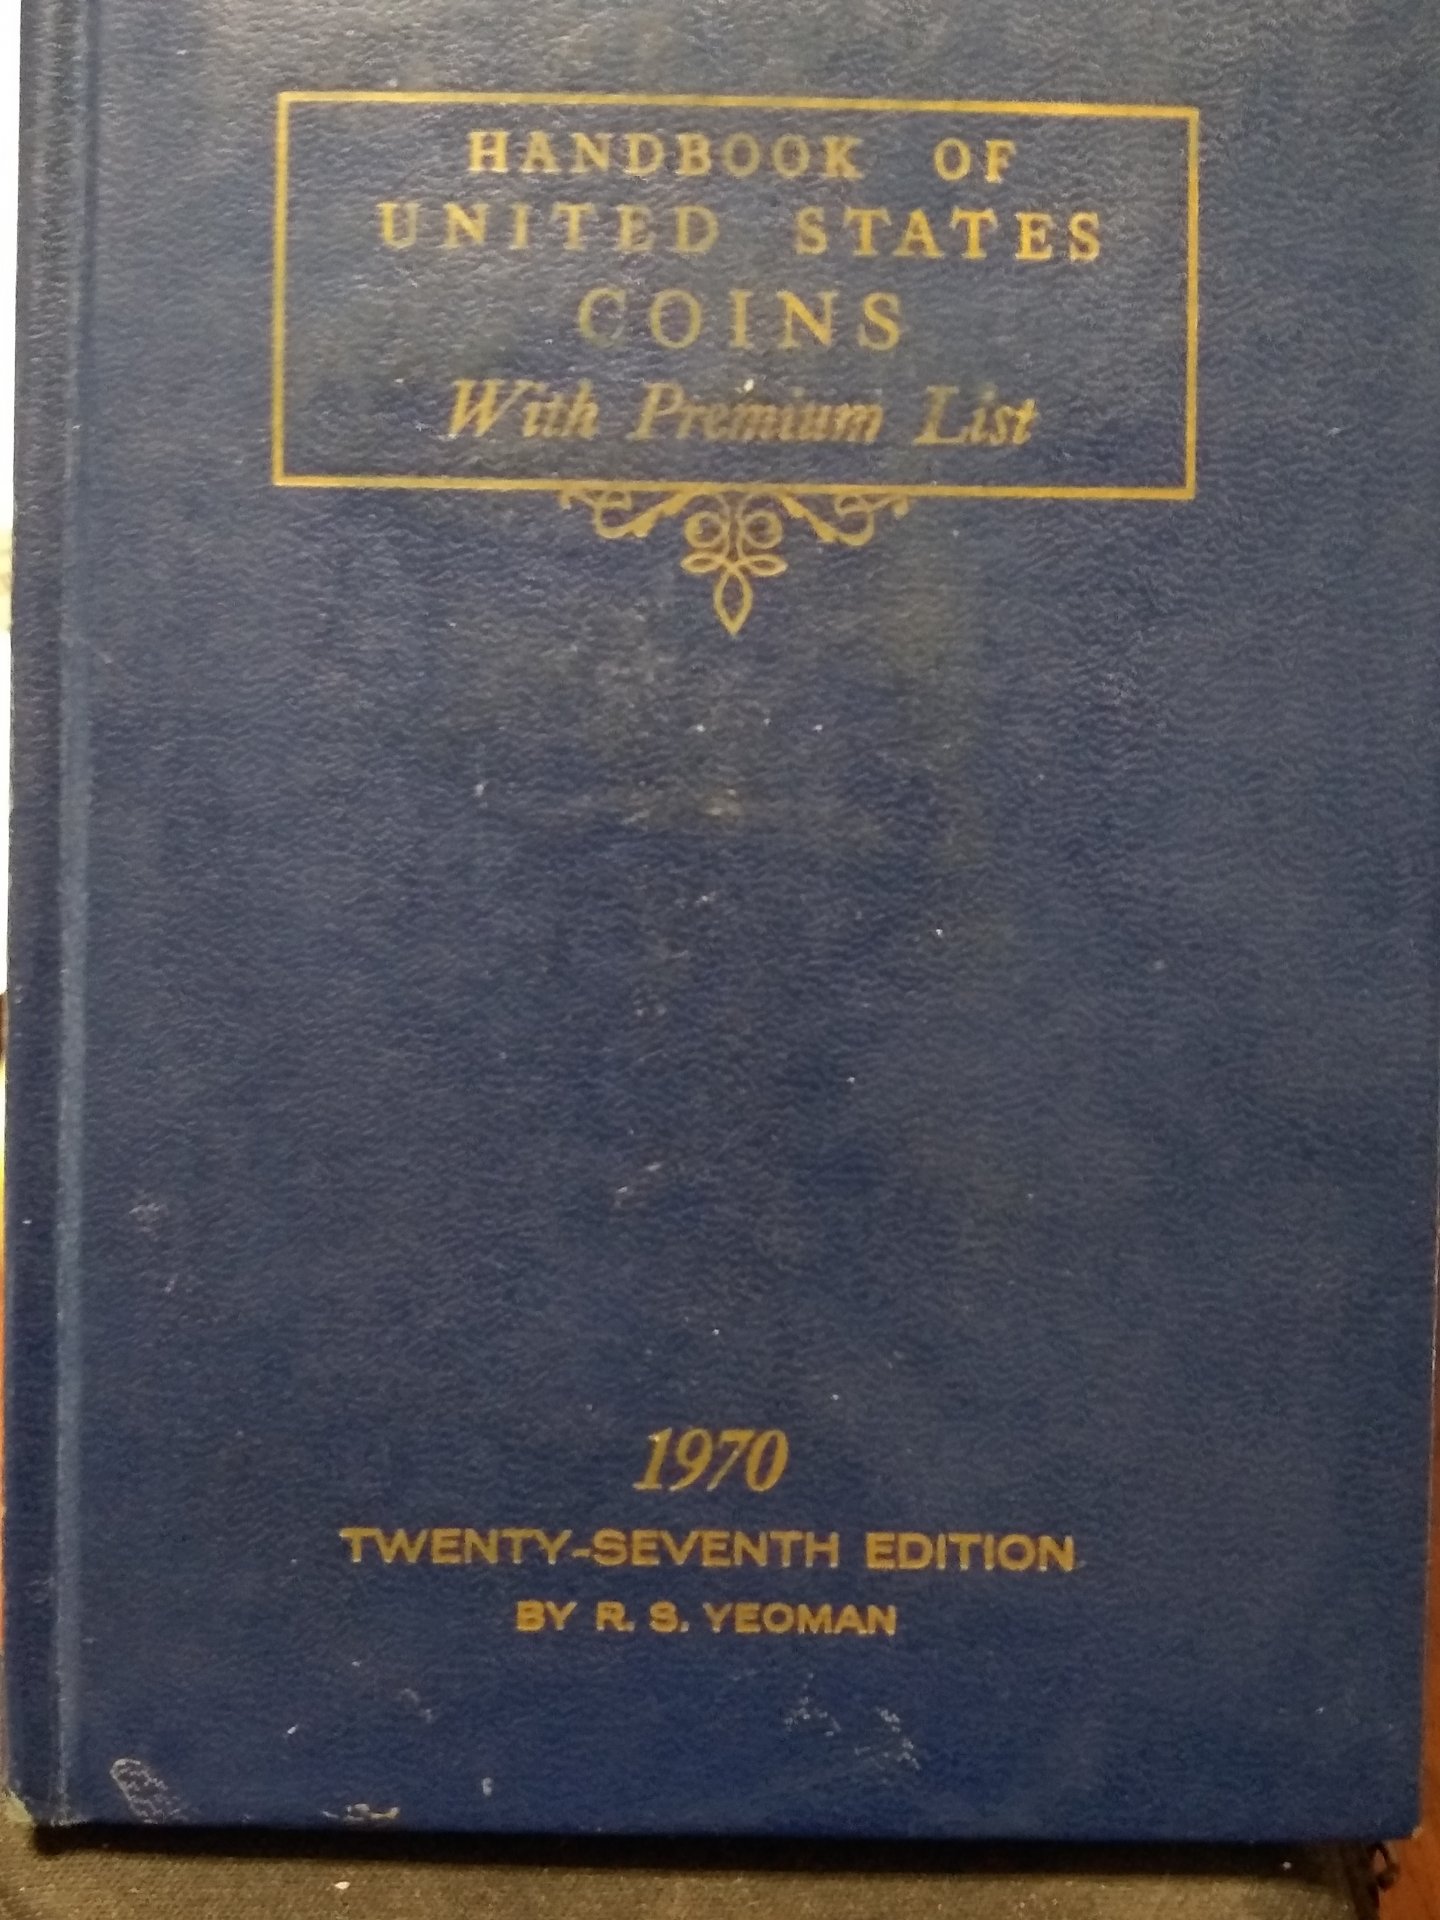 HANDBOOK OF
UNITED STATES
COINS
With Premium List
1970
TWENTY-SEVENTH EDITION
BY R. S. YEOMAN